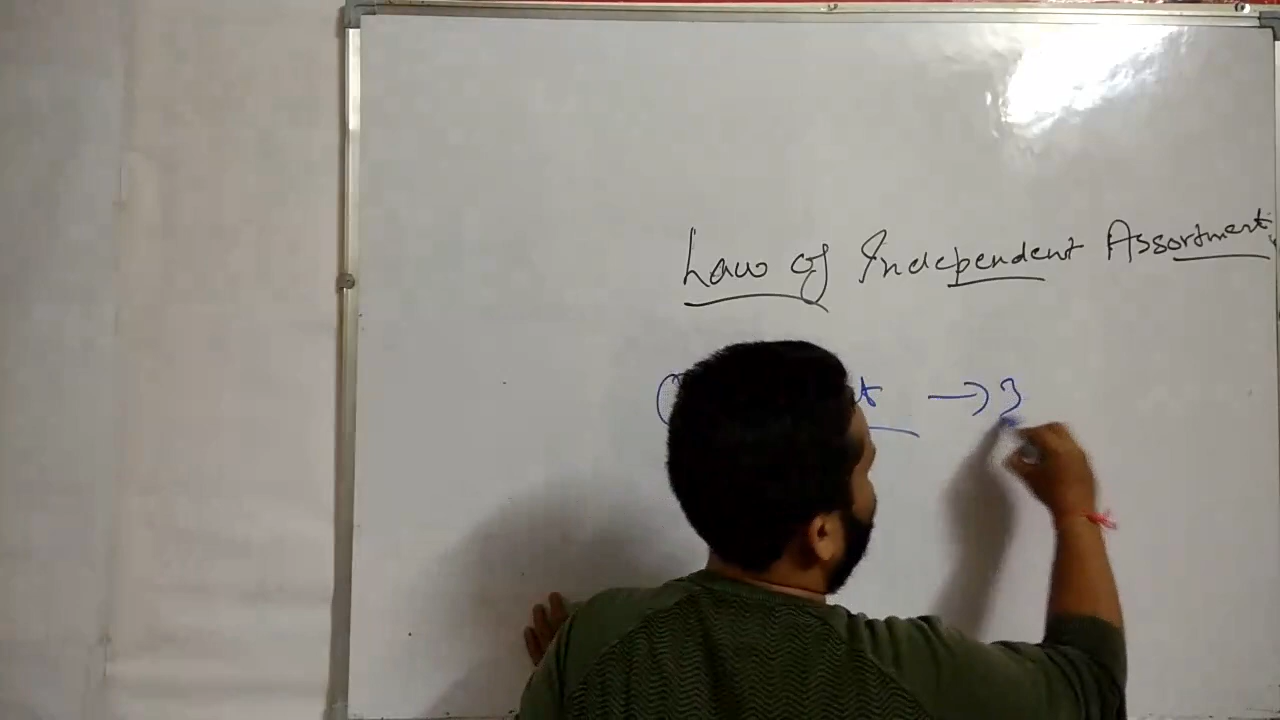 Law of Independent Assortment
→ 3